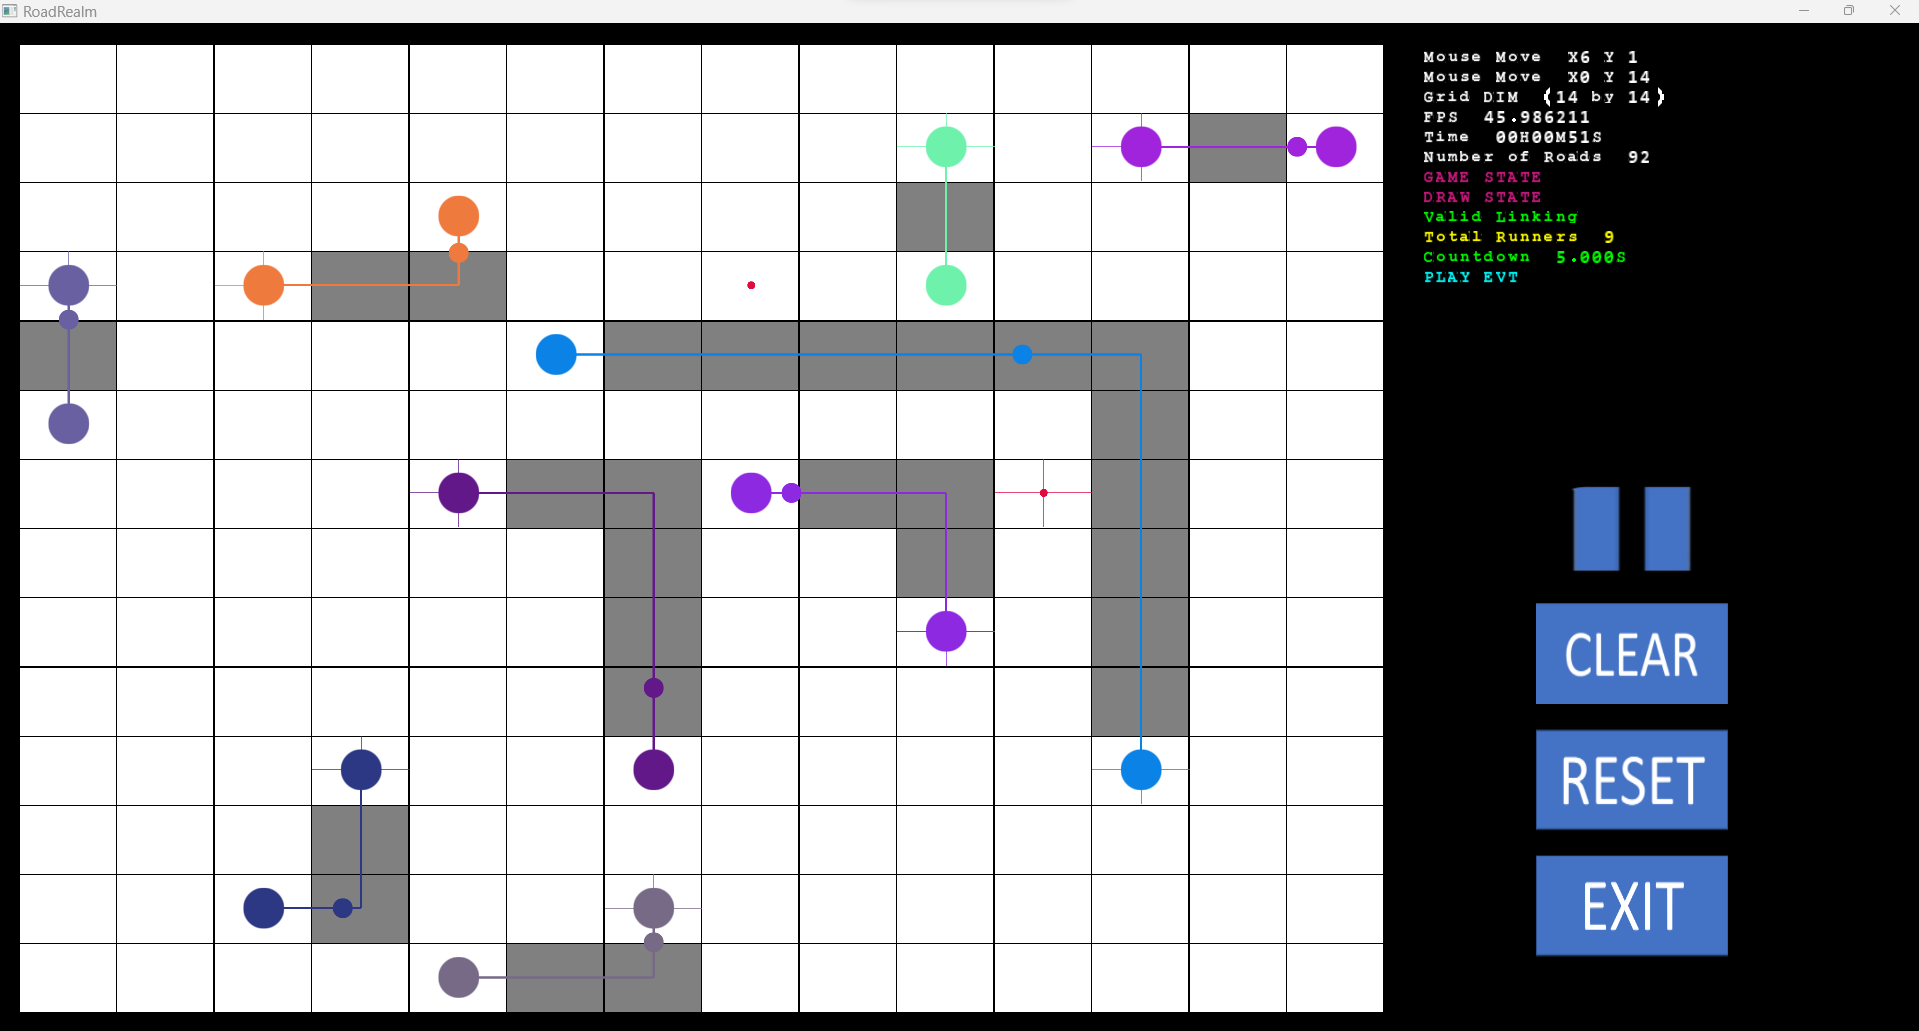 RoadRealm
Mouse Move  X6 Y 1
Mouse Move  X0 Y 14
Grid DIM  (14 by 14)
FPS  45.986211
Time  00H00M51S
Number of Roads  92
GAME STATE
DRAW STATE
Valid Linking
Total Runners  9
Countdown  5.000S
PLAY EVT
CLEAR
RESET
EXIT